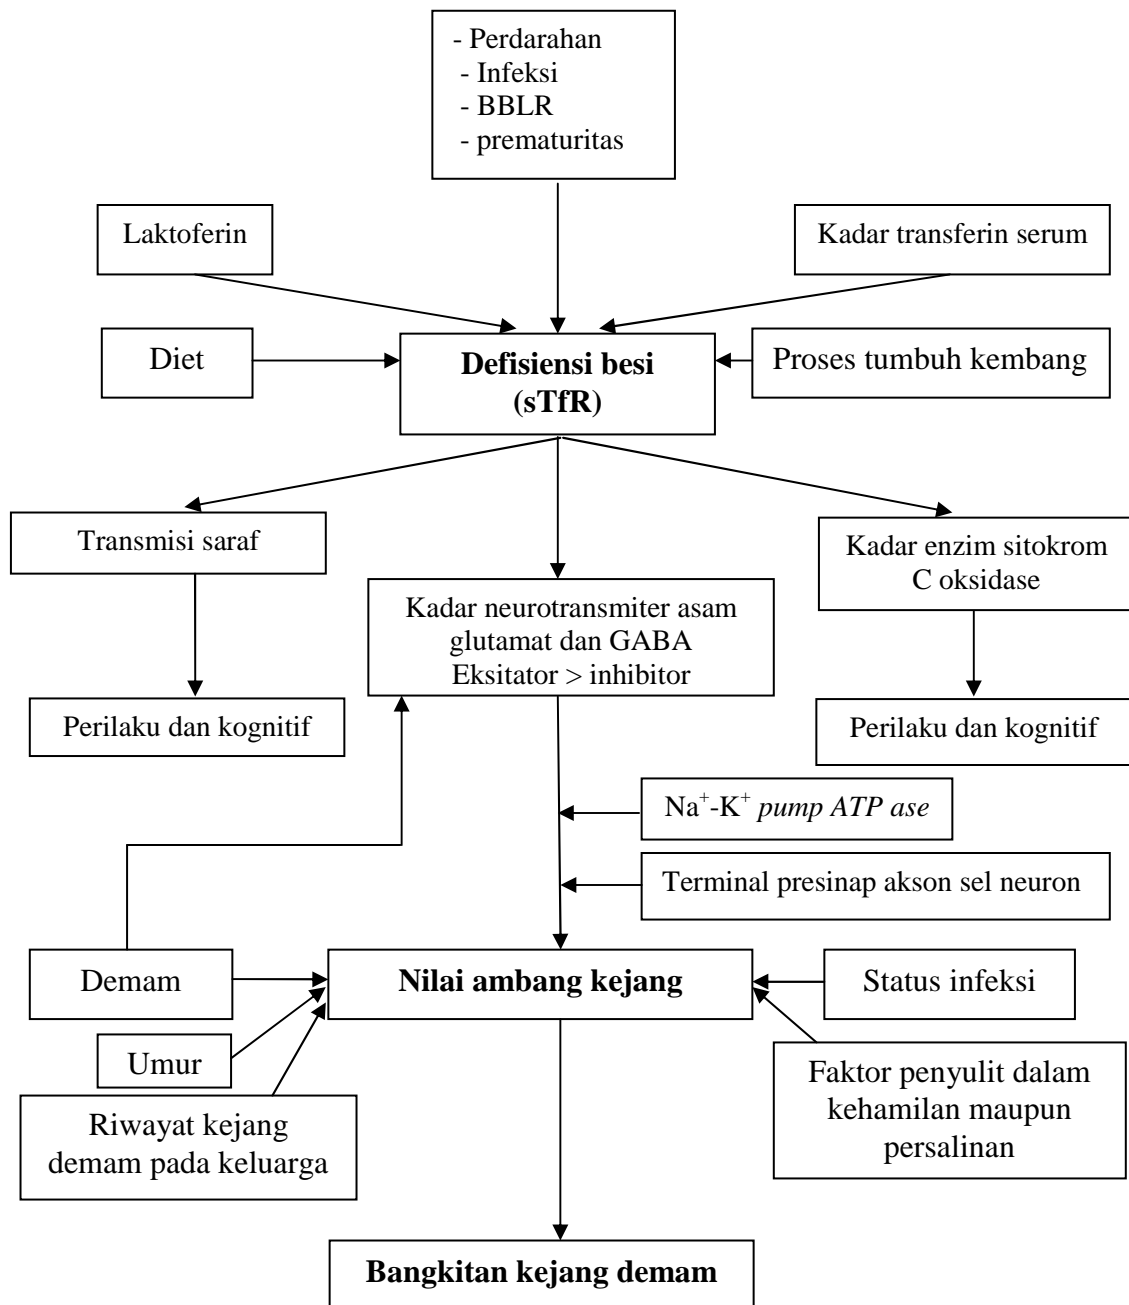 - Perdarahan
- Infeksi
- BBLR
- prematuritas
Laktoferin
Kadar transferin serum
Diet
Defisiensi besi
(sTfR)
Proses tumbuh kembang
Transmisi saraf
Kadar neurotransmiter asam
glutamat dan GABA
Eksitator > inhibitor
Kadar enzim sitokrom
C oksidase
Perilaku dan kognitif
Perilaku dan kognitif
Na⁺-K⁺ pump ATP ase
Terminal presinap akson sel neuron
Demam
Nilai ambang kejang
Status infeksi
Umur
Riwayat kejang
demam pada keluarga
Faktor penyulit dalam
kehamilan maupun
persalinan
Bangkitan kejang demam